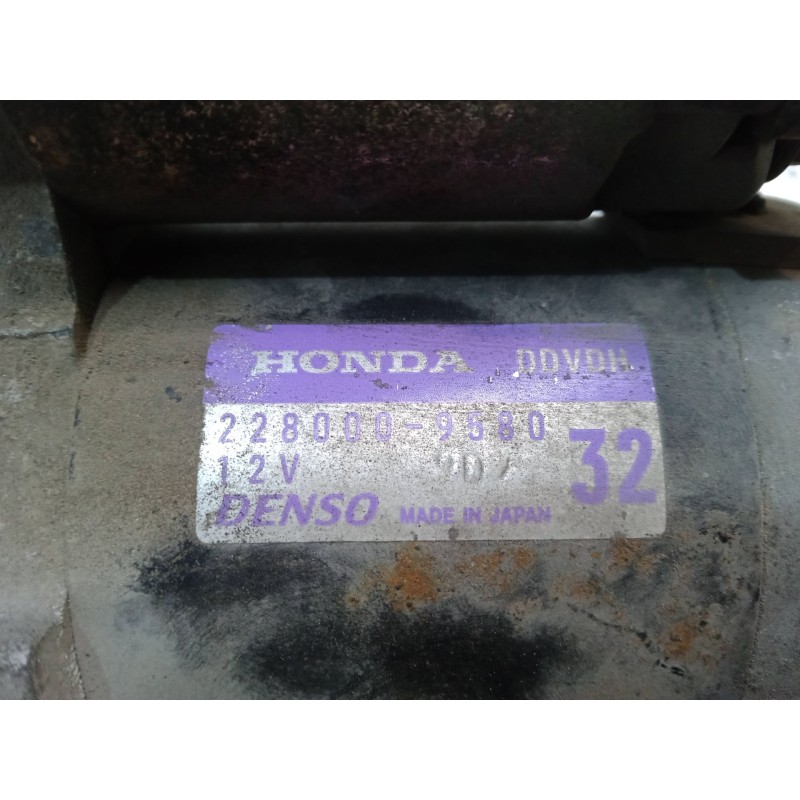 HONDA DDVDH
228000-9580
12V 32
DENSO MADE IN JAPAN